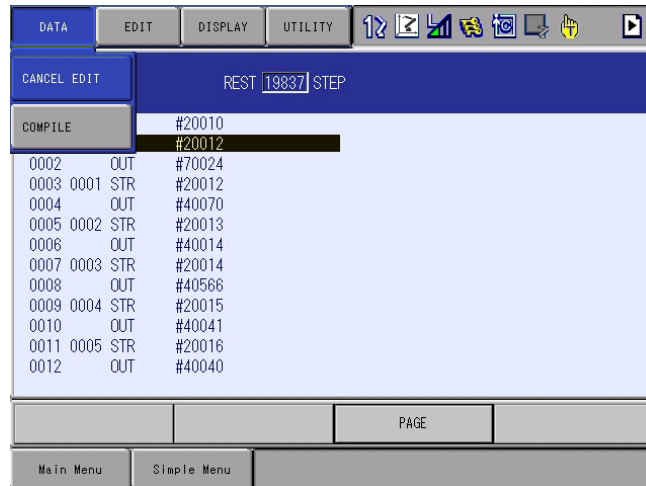 DATA EDIT DISPLAY UTILITY
CANCEL EDIT
REST 19837 STEP
COMPILE
#20010
#20012
0002 OUT #70024
0003 0001 STR #20012
0004 OUT #40070
0005 0002 STR #20013
0006 OUT #40014
0007 0003 STR #20014
0008 OUT #40566
0009 0004 STR #20015
0010 OUT #40041
0011 0005 STR #20016
0012 OUT #40040
PAGE
Main Menu Simple Menu